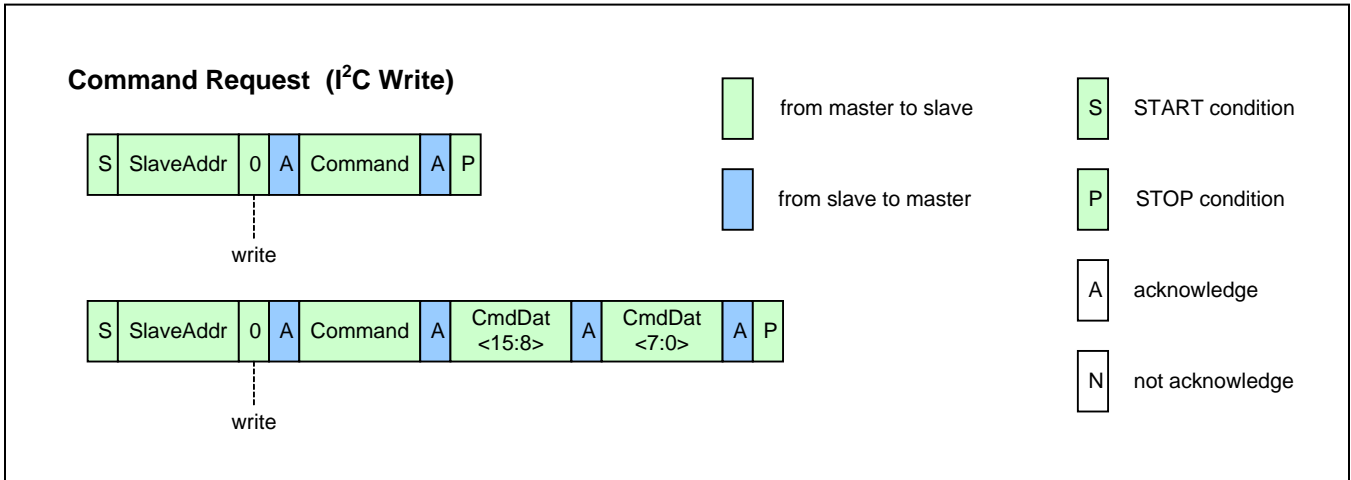 Command Request (I²C Write)
S SlaveAddr 0 A Command A P
write
S SlaveAddr 0 A Command A CmdDat <15:8> A CmdDat <7:0> A P
write
from master to slave
from slave to master
S START condition
P STOP condition
A acknowledge
N not acknowledge